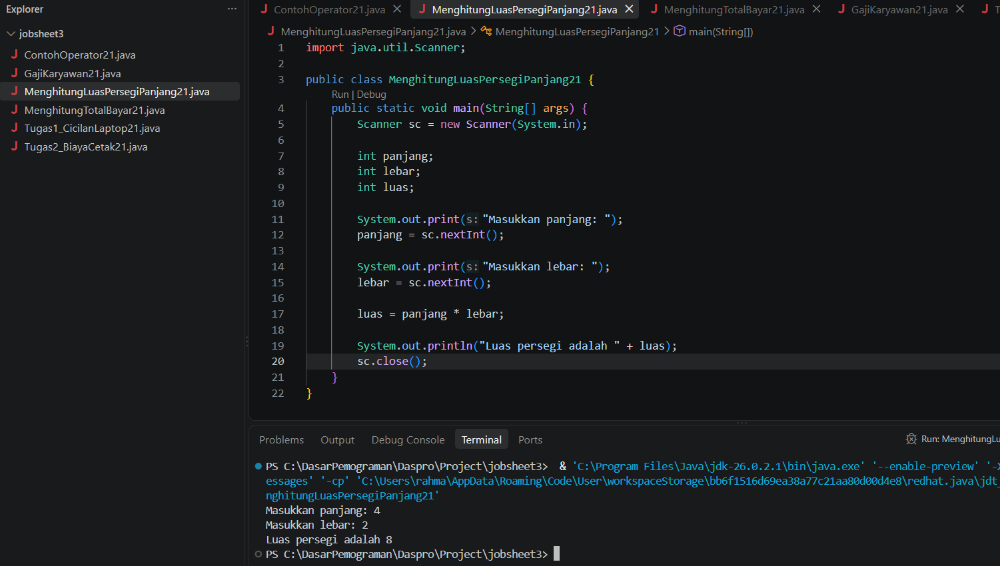 Explorer
jobsheet3
ContohOperator21.java
GajiKaryawan21.java
MenghitungLuasPersegiPanjang21.java
MenghitungTotalBayar21.java
Tugas1_CicilanLaptop21.java
Tugas2_BiayaCetak21.java
ContohOperator21.java MenghitungLuasPersegiPanjang21.java MenghitungTotalBayar21.java GajiKaryawan21.java
MenghitungLuasPersegiPanjang21.java > MenghitungLuasPersegiPanjang21 > main(String[])
1 import java.util.Scanner;
2
3 public class MenghitungLuasPersegiPanjang21 {
Run | Debug
4 public static void main(String[] args) {
5 Scanner sc = new Scanner(System.in);
6
7 int panjang;
8 int lebar;
9 int luas;
10
11 System.out.print(s: "Masukkan panjang: ");
12 panjang = sc.nextInt();
13
14 System.out.print(s: "Masukkan lebar: ");
15 lebar = sc.nextInt();
16
17 luas = panjang * lebar;
18
19 System.out.println("Luas persegi adalah " + luas);
20 sc.close();
21 }
22 }
Problems Output Debug Console Terminal Ports
Run: MenghitungLu
PS C:\DasarPemograman\Daspro\Project\jobsheet3> & 'C:\Program Files\Java\jdk-26.0.2.1\bin\java.exe' '--enable-preview' '-X
essages' '-cp' 'C:\Users\rahma\AppData\Roaming\Code\User\workspaceStorage\bb6f1516d69ea38a77c21aa80d00d4e8\redhat.java\jdt_
nghitungLuasPersegiPanjang21'
Masukkan panjang: 4
Masukkan lebar: 2
Luas persegi adalah 8
PS C:\DasarPemograman\Daspro\Project\jobsheet3>